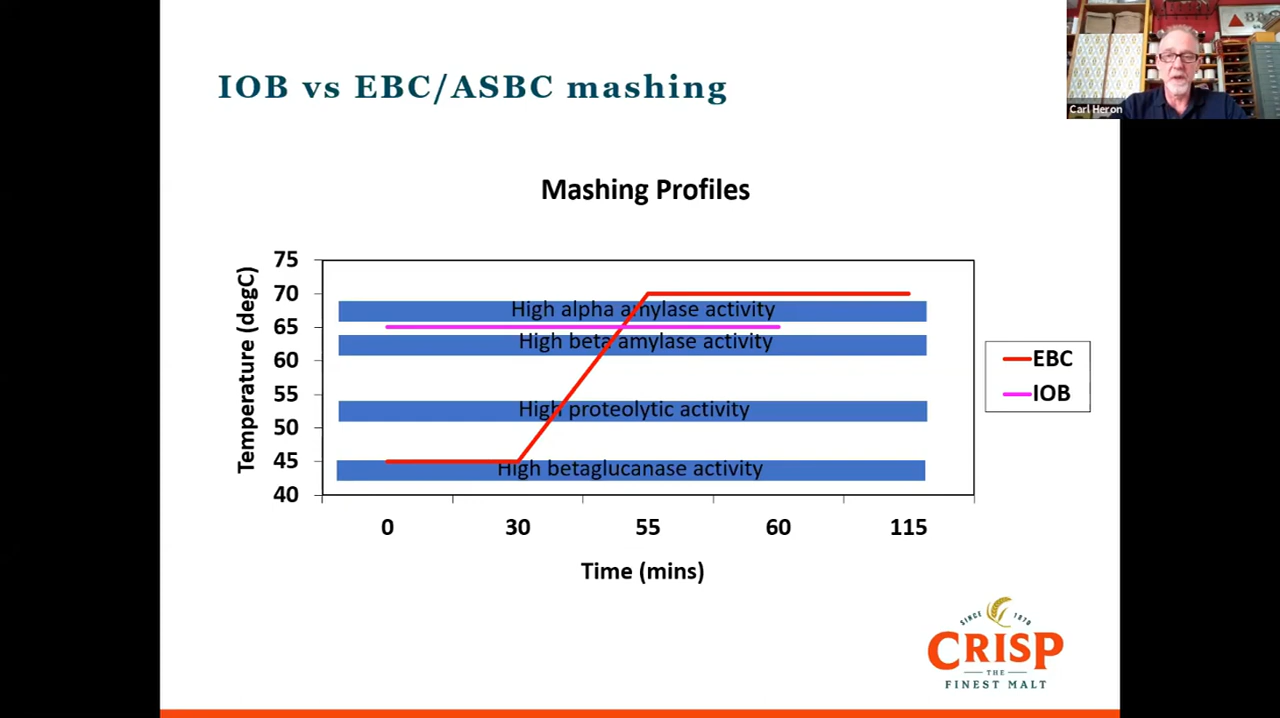 IOB vs EBC/ASBC mashing
Carl Heron
Mashing Profiles
Temperature (degC)
75
70
65
60
55
50
45
40
High alpha amylase activity
High beta amylase activity
High proteolytic activity
High betaglucanase activity
0 30 55 60 115
Time (mins)
EBC
IOB
SINCE 1870
CRISP
THE
FINEST MALT